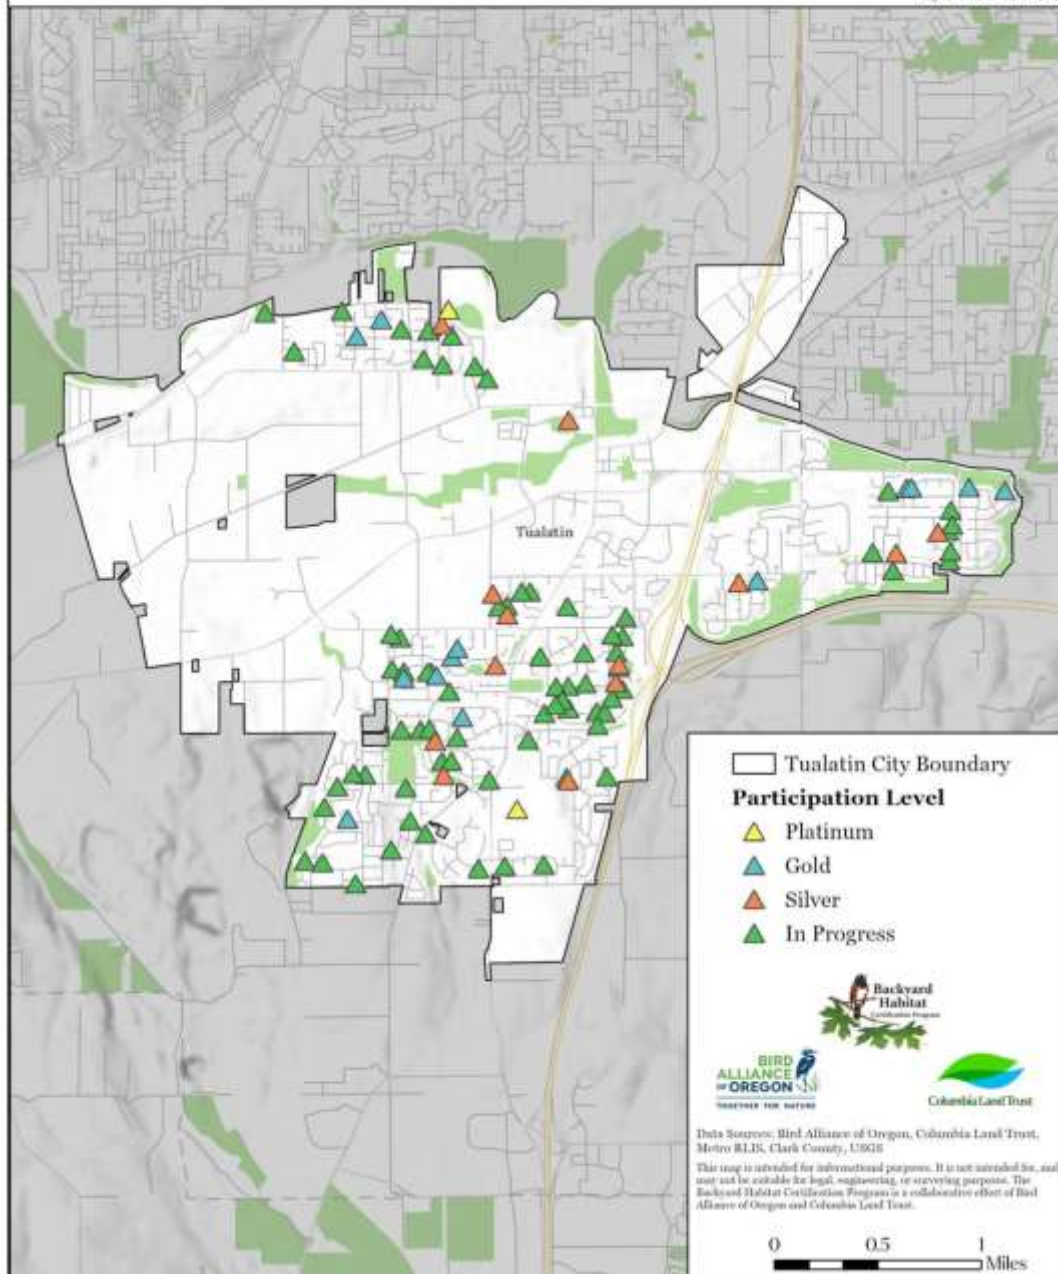 Tualatin
Tualatin City Boundary
Participation Level
Platinum
Gold
Silver
In Progress
Backyard
Habitat
Certification Program
BIRD
ALLIANCE
OF OREGON
TOGETHER FOR NATURE
Columbia Land Trust
Data Sources: Bird Alliance of Oregon, Columbia Land Trust,
Metro RLIS, Clark County, USGS
This map is intended for informational purposes. It is not intended for, and
may not be suitable for legal, engineering, or surveying purposes. The
Backyard Habitat Certification Program is a collaborative effort of Bird
Alliance of Oregon and Columbia Land Trust.
0 0.5 1
Miles